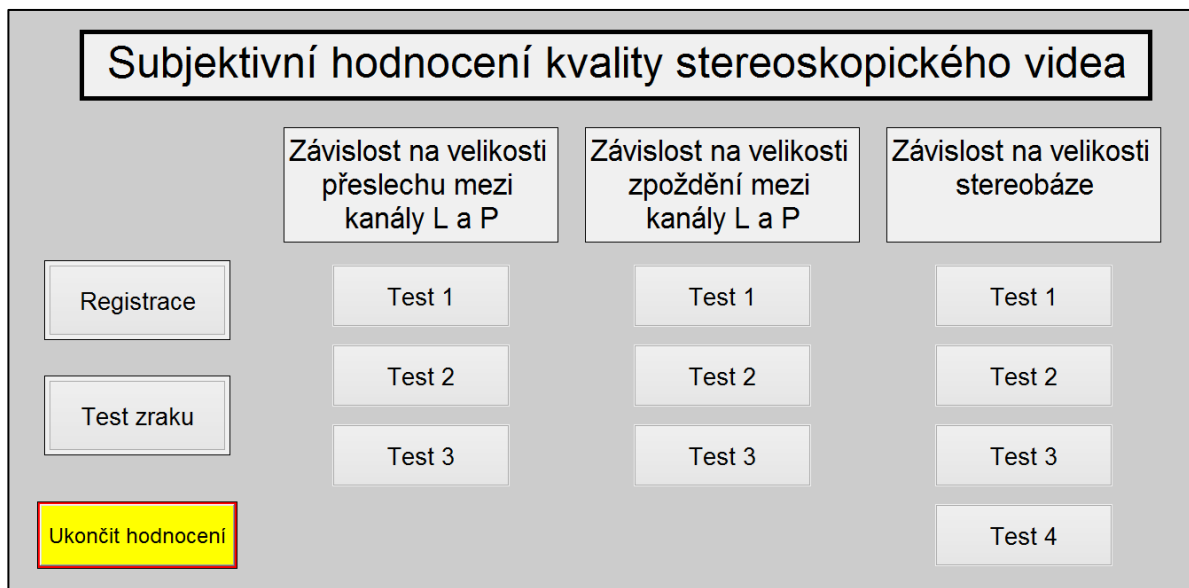 Subjektivní hodnocení kvality stereoskopického videa
Závislost na velikosti
přeslechu mezi
kanály L a P
Závislost na velikosti
zpoždění mezi
kanály L a P
Závislost na velikosti
stereobáze
Registrace
Test zraku
Ukončit hodnocení
Test 1
Test 2
Test 3
Test 1
Test 2
Test 3
Test 1
Test 2
Test 3
Test 4